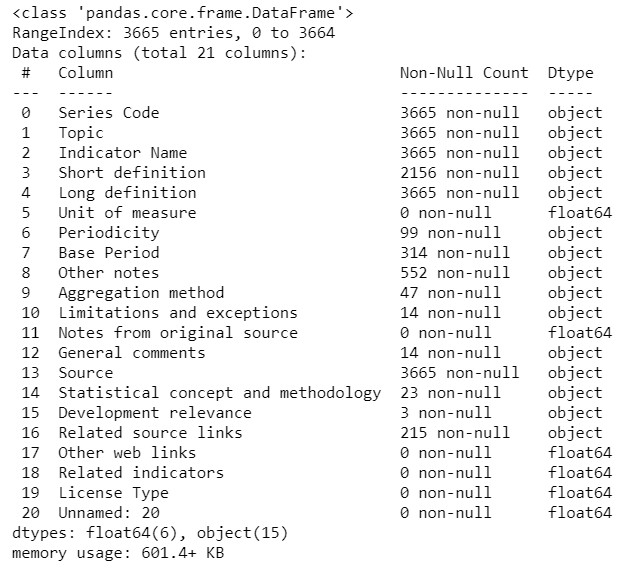 <class 'pandas.core.frame.DataFrame'>
RangeIndex: 3665 entries, 0 to 3664
Data columns (total 21 columns):
 #   Column                               Non-Null Count  Dtype
---  ------                               --------------  -----
 0   Series Code                          3665 non-null   object
 1   Topic                                3665 non-null   object
 2   Indicator Name                       3665 non-null   object
 3   Short definition                     2156 non-null   object
 4   Long definition                      3665 non-null   object
 5   Unit of measure                      0 non-null      float64
 6   Periodicity                          99 non-null     object
 7   Base Period                          314 non-null    object
 8   Other notes                          552 non-null    object
 9   Aggregation method                   47 non-null     object
 10  Limitations and exceptions           14 non-null     object
 11  Notes from original source           0 non-null      float64
 12  General comments                     14 non-null     object
 13  Source                               3665 non-null   object
 14  Statistical concept and methodology  23 non-null     object
 15  Development relevance                3 non-null      object
 16  Related source links                 215 non-null    object
 17  Other web links                      0 non-null      float64
 18  Related indicators                   0 non-null      float64
 19  License Type                         0 non-null      float64
 20  Unnamed: 20                          0 non-null      float64
dtypes: float64(6), object(15)
memory usage: 601.4+ KB